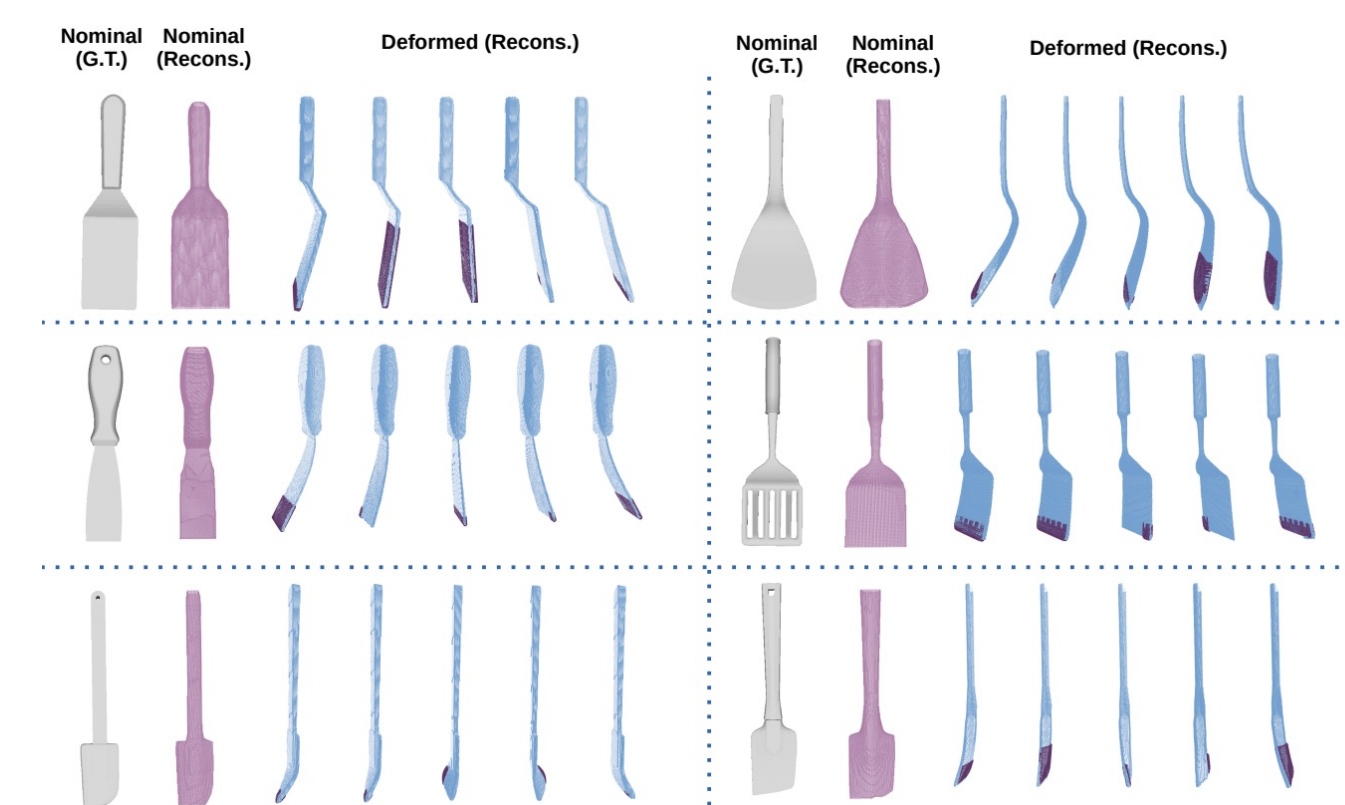 Nominal
(G.T.)
Nominal
(Recons.)
Deformed (Recons.)
Nominal
(G.T.)
Nominal
(Recons.)
Deformed (Recons.)